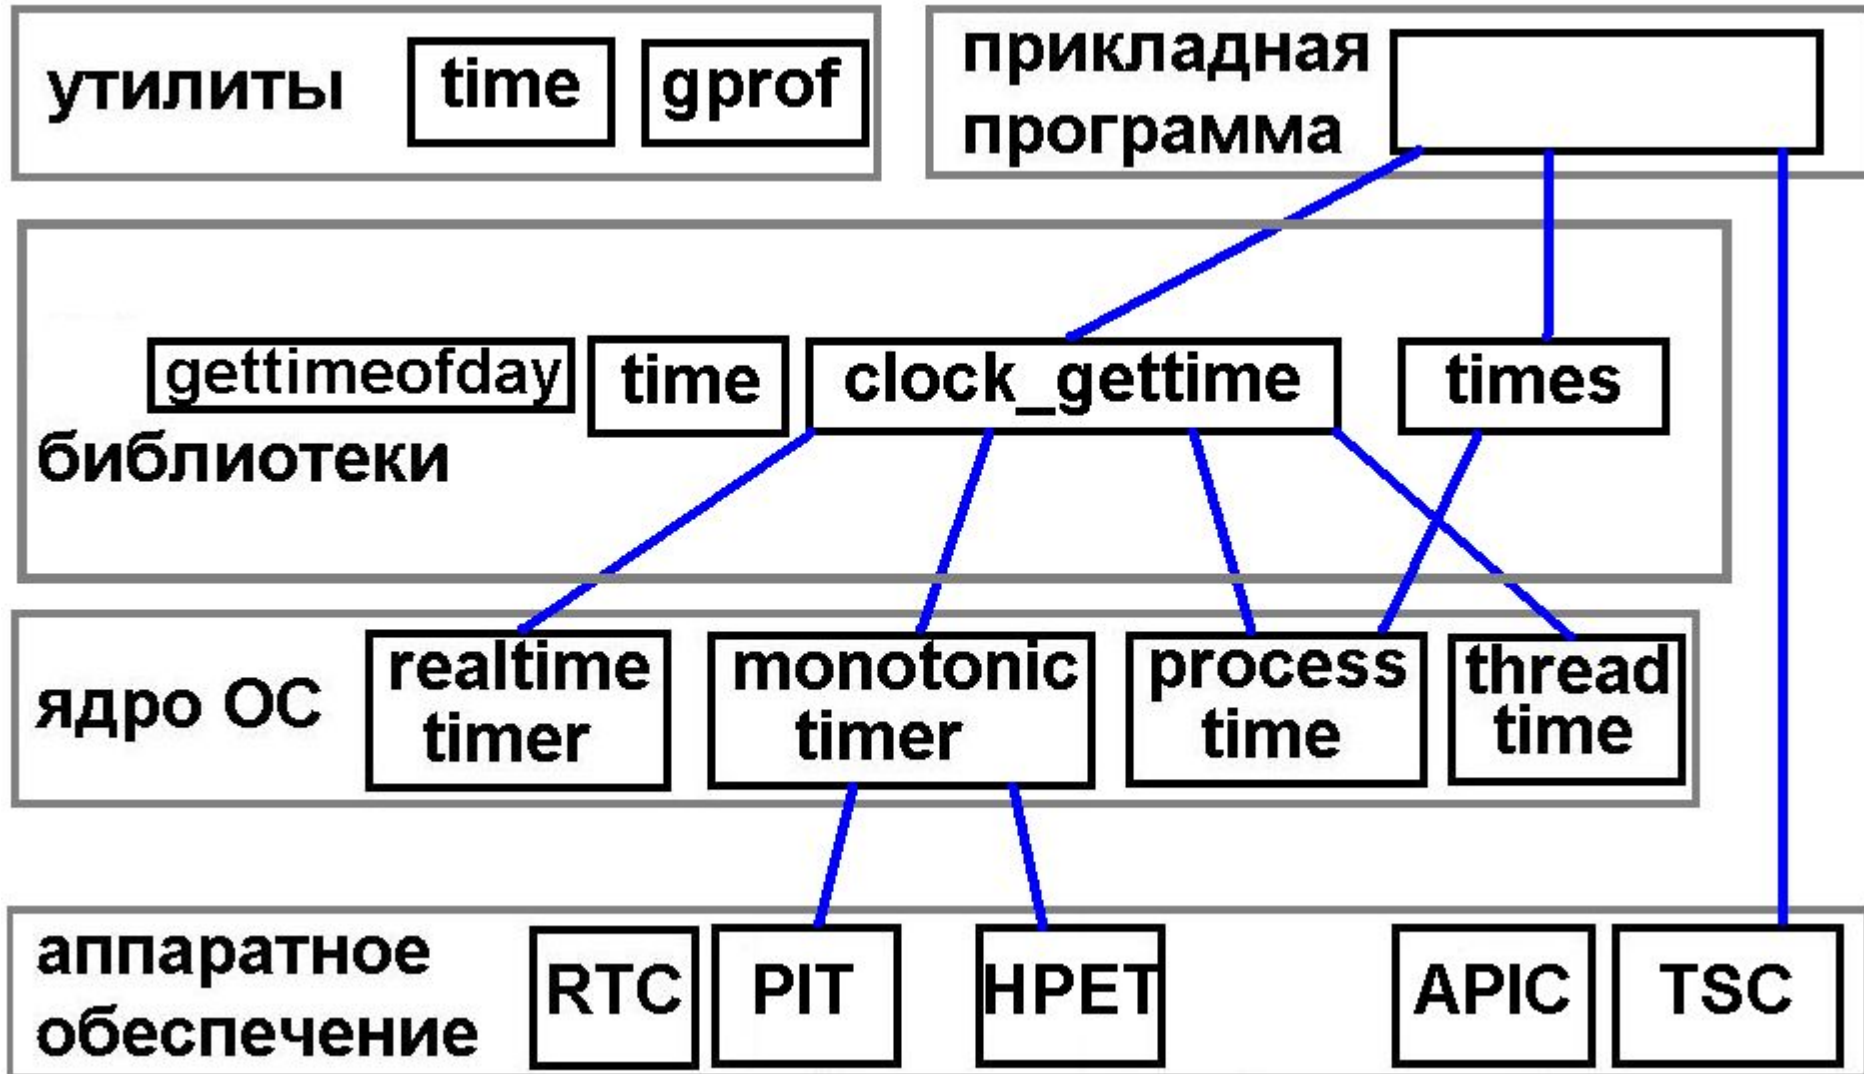 утилиты
time
gprof
прикладная
программа
gettimeofday
time
clock_gettime
times
библиотеки
ядро ОС
realtime
timer
monotonic
timer
process
time
thread
time
аппаратное
обеспечение
RTC
PIT
HPET
APIC
TSC